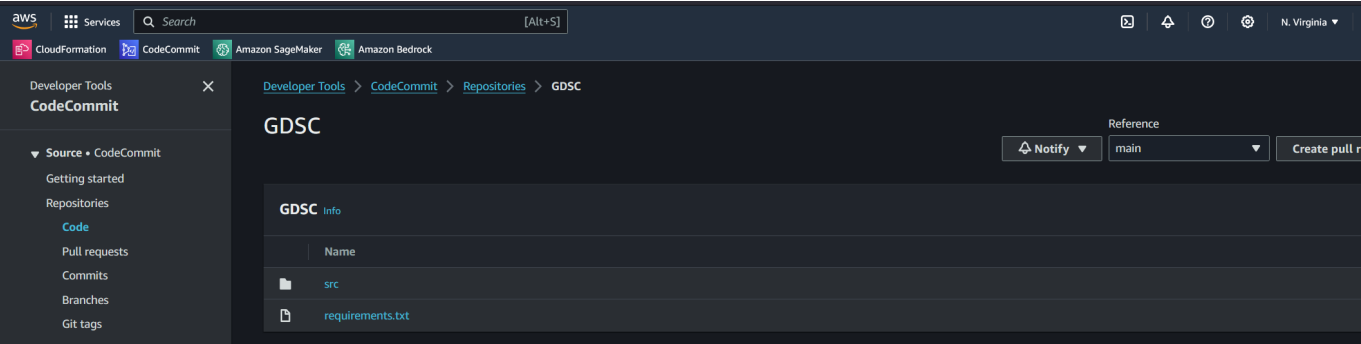 aws Services Search [Alt+S] N. Virginia
CloudFormation CodeCommit Amazon SageMaker Amazon Bedrock
Developer Tools
CodeCommit
Source • CodeCommit
Getting started
Repositories
Code
Pull requests
Commits
Branches
Git tags
Developer Tools CodeCommit Repositories GDSC
GDSC
Reference
Notify main Create pull r
GDSC Info
Name
src
requirements.txt